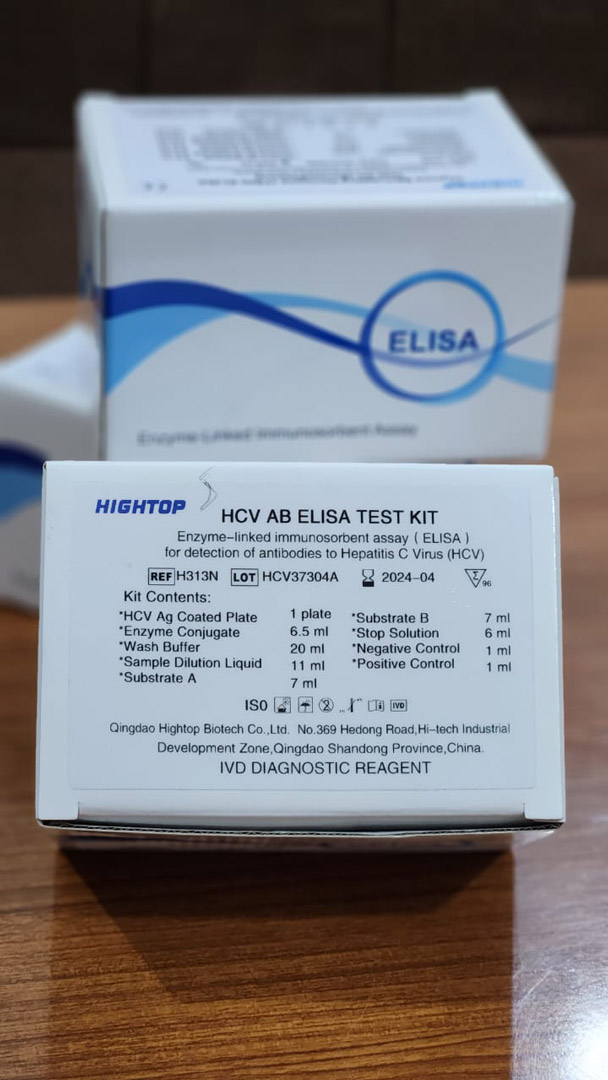 ELISA
Enzyme-Linked Immunosorbent Assay
HIGHTOP
HCV AB ELISA TEST KIT
Enzyme-linked immunosorbent assay ( ELISA )
for detection of antibodies to Hepatitis C Virus (HCV)
REF H313N LOT HCV37304A 2024-04 Σ 96
Kit Contents:
*HCV Ag Coated Plate 1 plate
*Enzyme Conjugate 6.5 ml
*Wash Buffer 20 ml
*Sample Dilution Liquid 11 ml
*Substrate A 7 ml
*Substrate B 7 ml
*Stop Solution 6 ml
*Negative Control 1 ml
*Positive Control 1 ml
ISO IVD
Qingdao Hightop Biotech Co.,Ltd. No.369 Hedong Road,Hi-tech Industrial
Development Zone,Qingdao Shandong Province,China.
IVD DIAGNOSTIC REAGENT